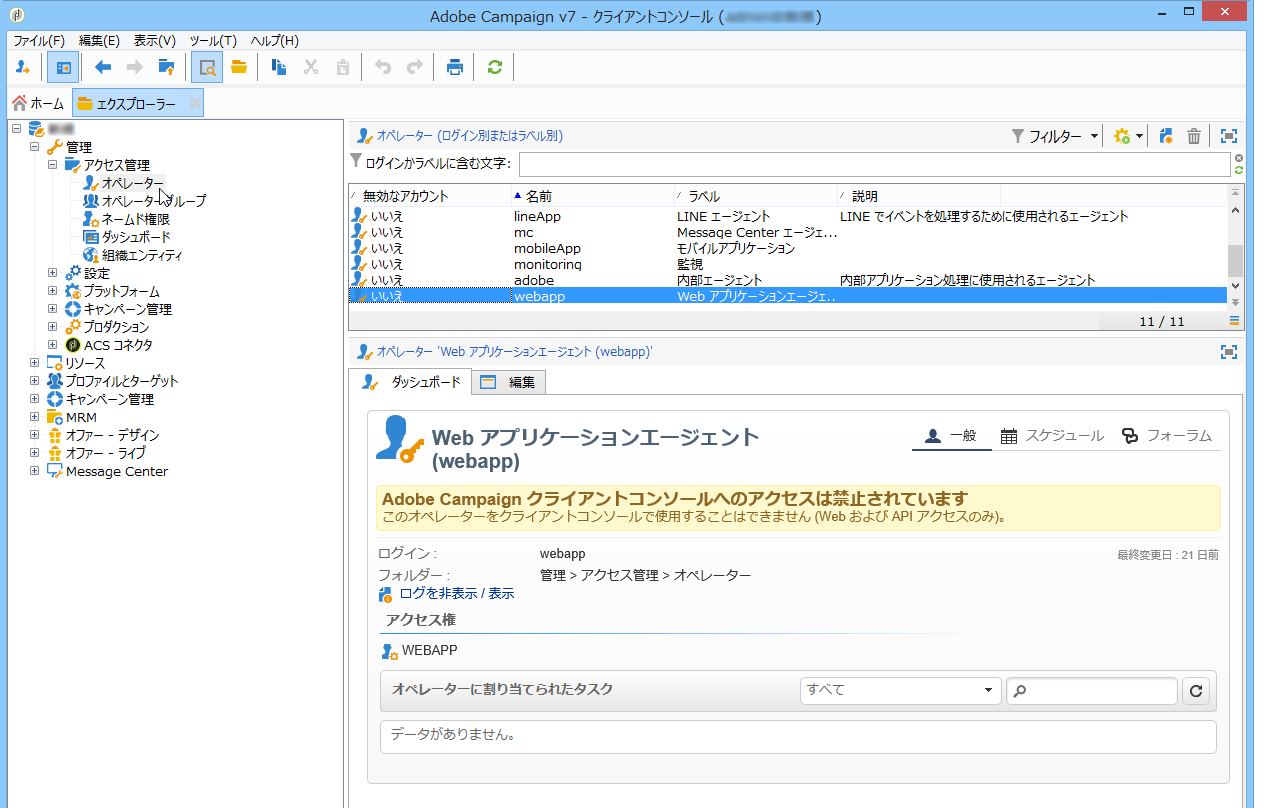 Adobe Campaign v7 - クライアントコンソール (
)
ファイル(F) 編集(E) 表示(V) ツール(T) ヘルプ(H)
ホーム エクスプローラー
管理
アクセス管理
オペレーター
オペレーターグループ
ネームド権限
ダッシュボード
組織エンティティ
設定
プラットフォーム
キャンペーン管理
プロダクション
ACS コネクタ
リソース
プロファイルとターゲット
キャンペーン管理
MRM
オファー - デザイン
オファー - ライブ
Message Center
オペレーター (ログイン別またはラベル別) フィルター
ログインかラベルに含む文字:
無効なアカウント 名前 ラベル 説明
いいえ lineApp LINE エージェント LINE でイベントを処理するために使用されるエージェント
いいえ mc Message Center エージェ...
いいえ mobileApp モバイルアプリケーション
いいえ monitoring 監視
いいえ adobe 内部エージェント 内部アプリケーション処理に使用されるエージェント
いいえ webapp Web アプリケーションエージェ..
11 / 11
オペレーター 'Web アプリケーションエージェント (webapp)'
ダッシュボード 編集
Web アプリケーションエージェント
(webapp)
一般 スケジュール フォーラム
Adobe Campaign クライアントコンソールへのアクセスは禁止されています
このオペレーターをクライアントコンソールで使用することはできません (Web および API アクセスのみ)。
ログイン : webapp 最終変更日 : 21 日前
フォルダー : 管理 > アクセス管理 > オペレーター
ログを非表示 / 表示
アクセス権
WEBAPP
オペレーターに割り当てられたタスク すべて
データがありません。